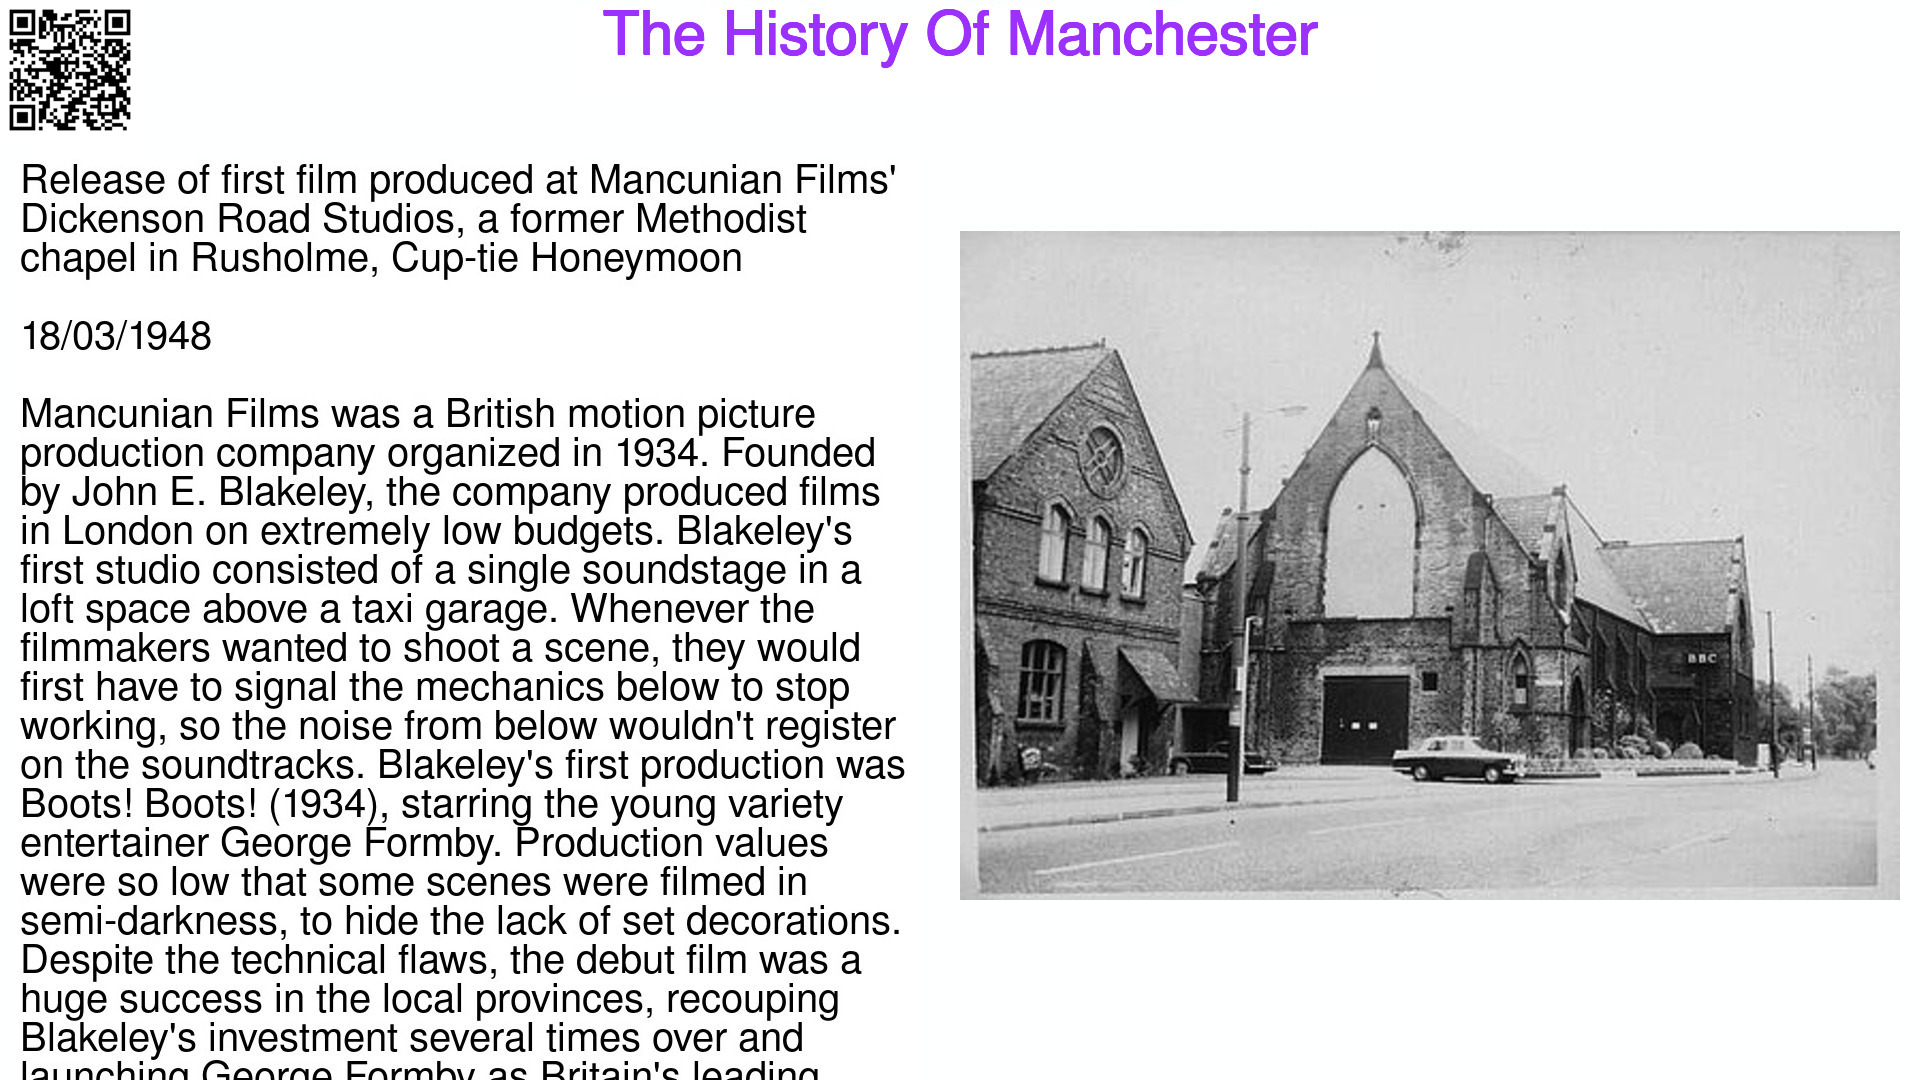 The History Of Manchester
Release of first film produced at Mancunian Films'
Dickenson Road Studios, a former Methodist
chapel in Rusholme, Cup-tie Honeymoon
18/03/1948
Mancunian Films was a British motion picture
production company organized in 1934. Founded
by John E. Blakeley, the company produced films
in London on extremely low budgets. Blakeley's
first studio consisted of a single soundstage in a
loft space above a taxi garage. Whenever the
filmmakers wanted to shoot a scene, they would
first have to signal the mechanics below to stop
working, so the noise from below wouldn't register
on the soundtracks. Blakeley's first production was
Boots! Boots! (1934), starring the young variety
entertainer George Formby. Production values
were so low that some scenes were filmed in
semi-darkness, to hide the lack of set decorations.
Despite the technical flaws, the debut film was a
huge success in the local provinces, recouping
Blakeley's investment several times over and
launching George Formby as Britain's leading
BBC